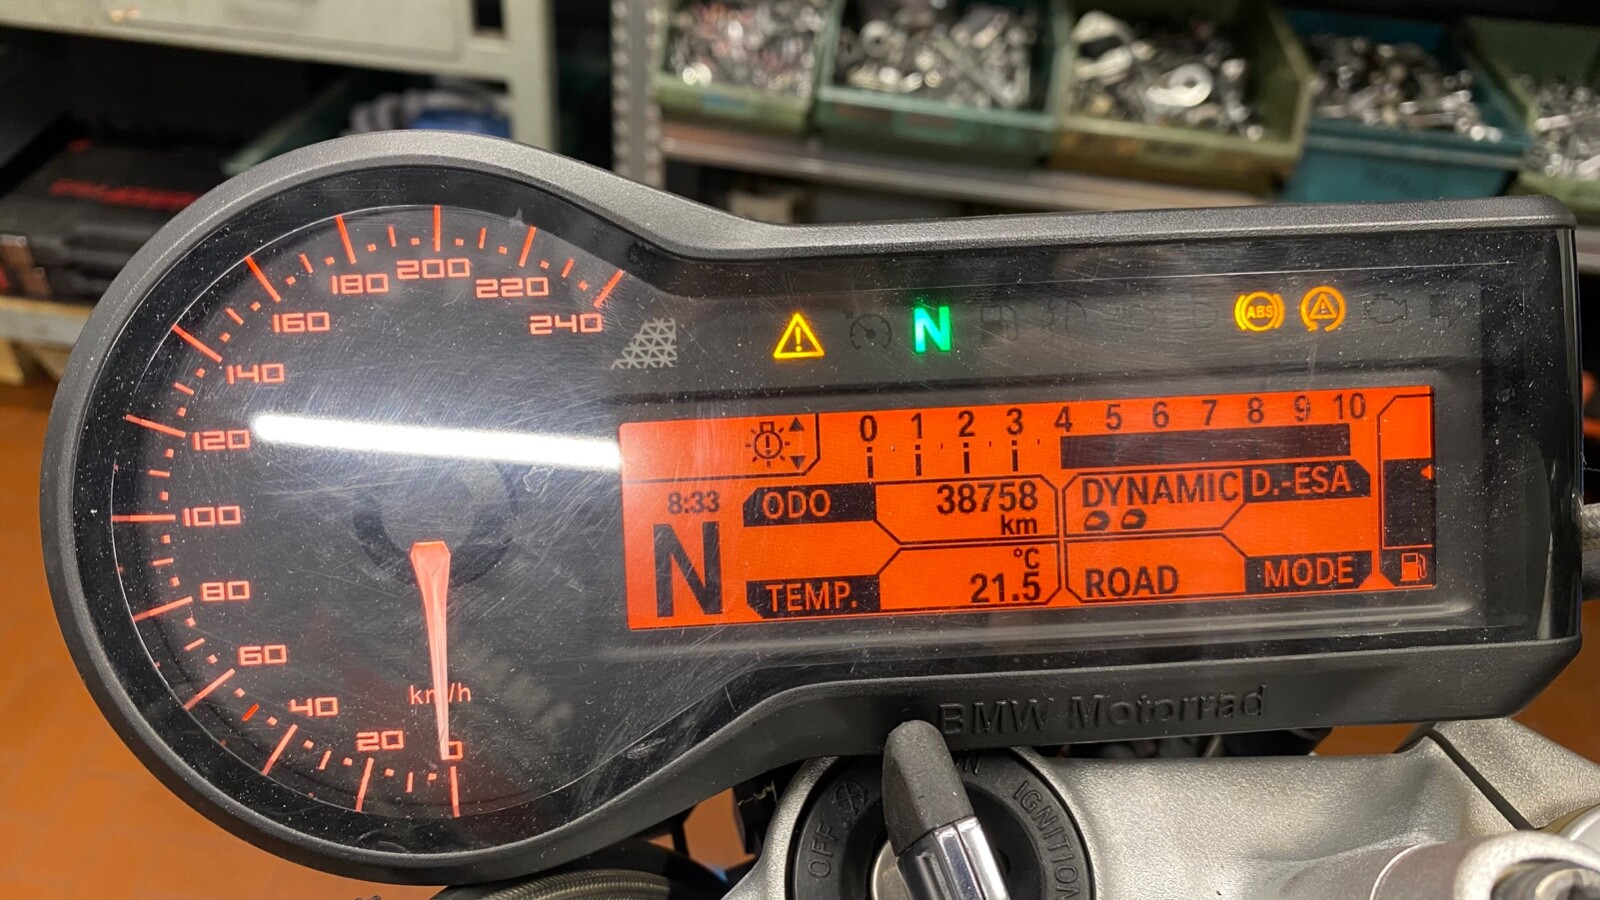 180 200 220
160 240
140
120
100
80
60
40
20
0
km/h
N
ABS
0 1 2 3 4 5 6 7 8 9 10
8:33
N
ODO
38758
km
DYNAMIC
D.-ESA
TEMP.
°C
21.5
ROAD
MODE
BMW Motorrad
OFF
IGNITION